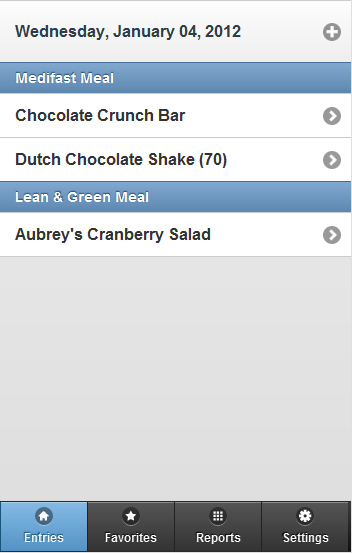 Wednesday, January 04, 2012
Medifast Meal
Chocolate Crunch Bar
Dutch Chocolate Shake (70)
Lean & Green Meal
Aubrey's Cranberry Salad
Entries Favorites Reports Settings